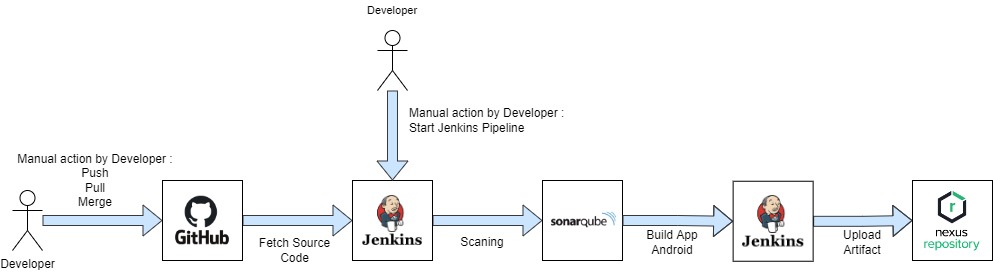 Developer
Manual action by Developer :
Start Jenkins Pipeline
Manual action by Developer :
Push
Pull
Merge
Developer
GitHub
Fetch Source
Code
Jenkins
Scaning
sonarqube
Build App
Android
Jenkins
Upload
Artifact
r
nexus
repository